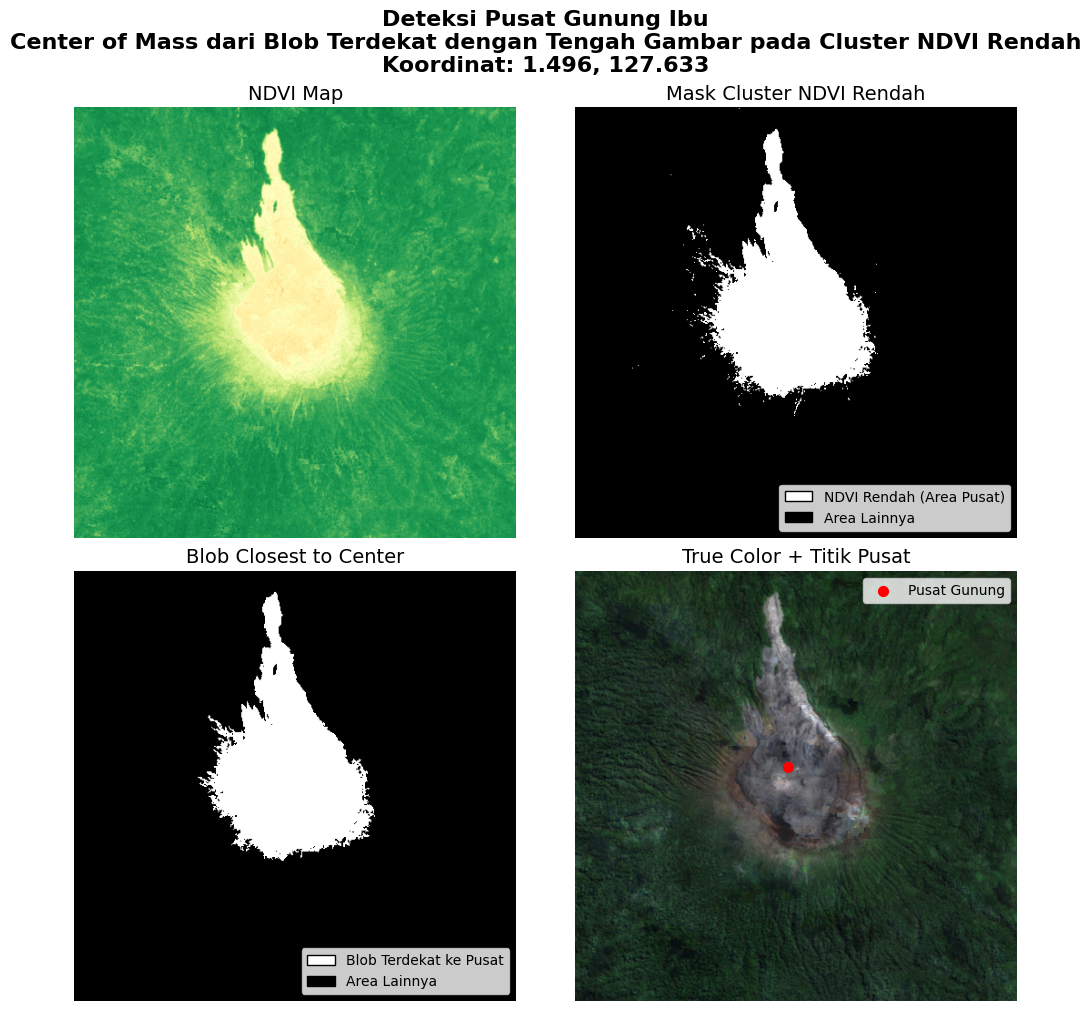 Deteksi Pusat Gunung Ibu
Center of Mass dari Blob Terdekat dengan Tengah Gambar pada Cluster NDVI Rendah
Koordinat: 1.496, 127.633
NDVI Map
Mask Cluster NDVI Rendah
NDVI Rendah (Area Pusat)
Area Lainnya
Blob Closest to Center
True Color + Titik Pusat
Pusat Gunung
Blob Terdekat ke Pusat
Area Lainnya